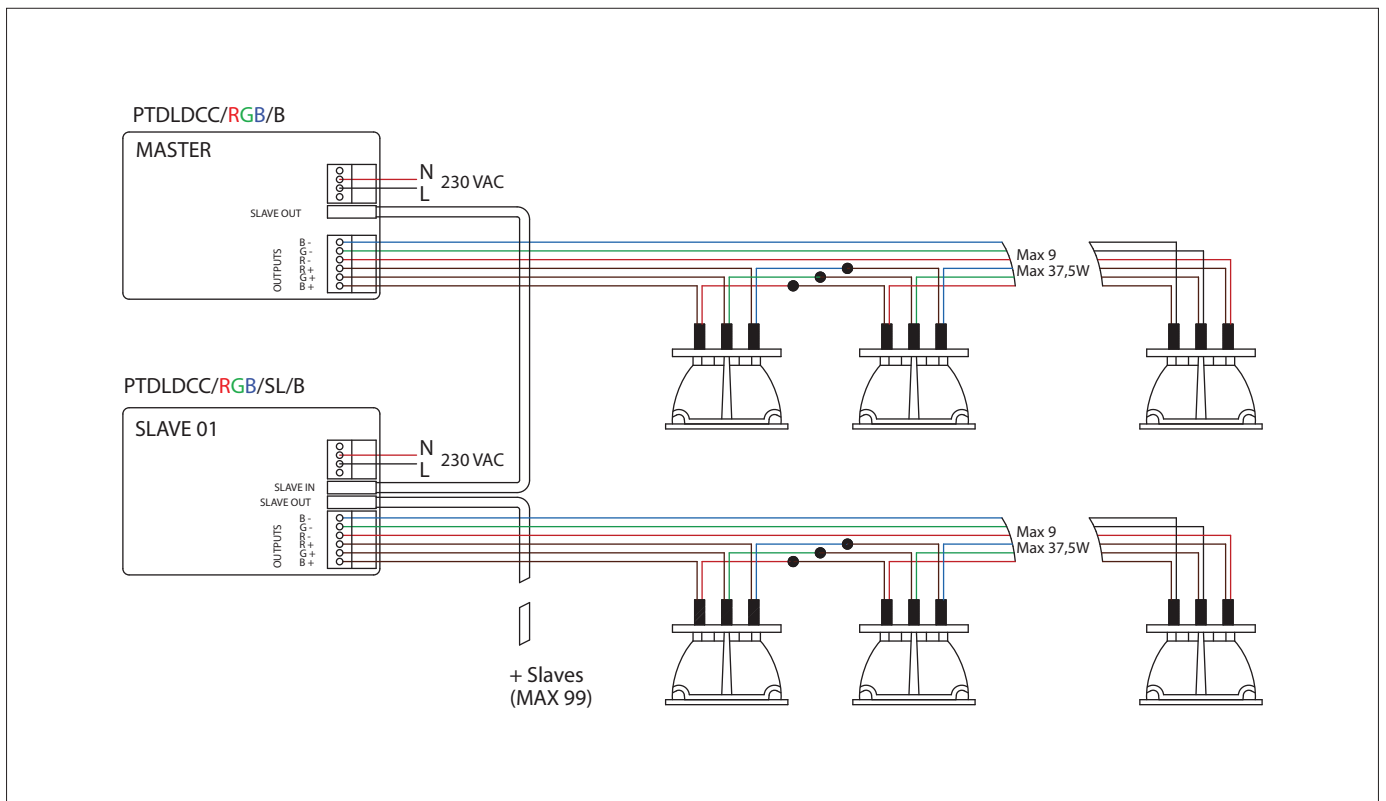 PTDLDCC/RGB/B
MASTER
N
230 VAC
L
SLAVE OUT
OUTPUTS
B -
G -
R -
R +
G +
B +
Max 9
Max 37,5W
PTDLDCC/RGB/SL/B
SLAVE 01
N
230 VAC
L
SLAVE IN
SLAVE OUT
OUTPUTS
B -
G -
R -
R +
G +
B +
Max 9
Max 37,5W
+ Slaves
(MAX 99)